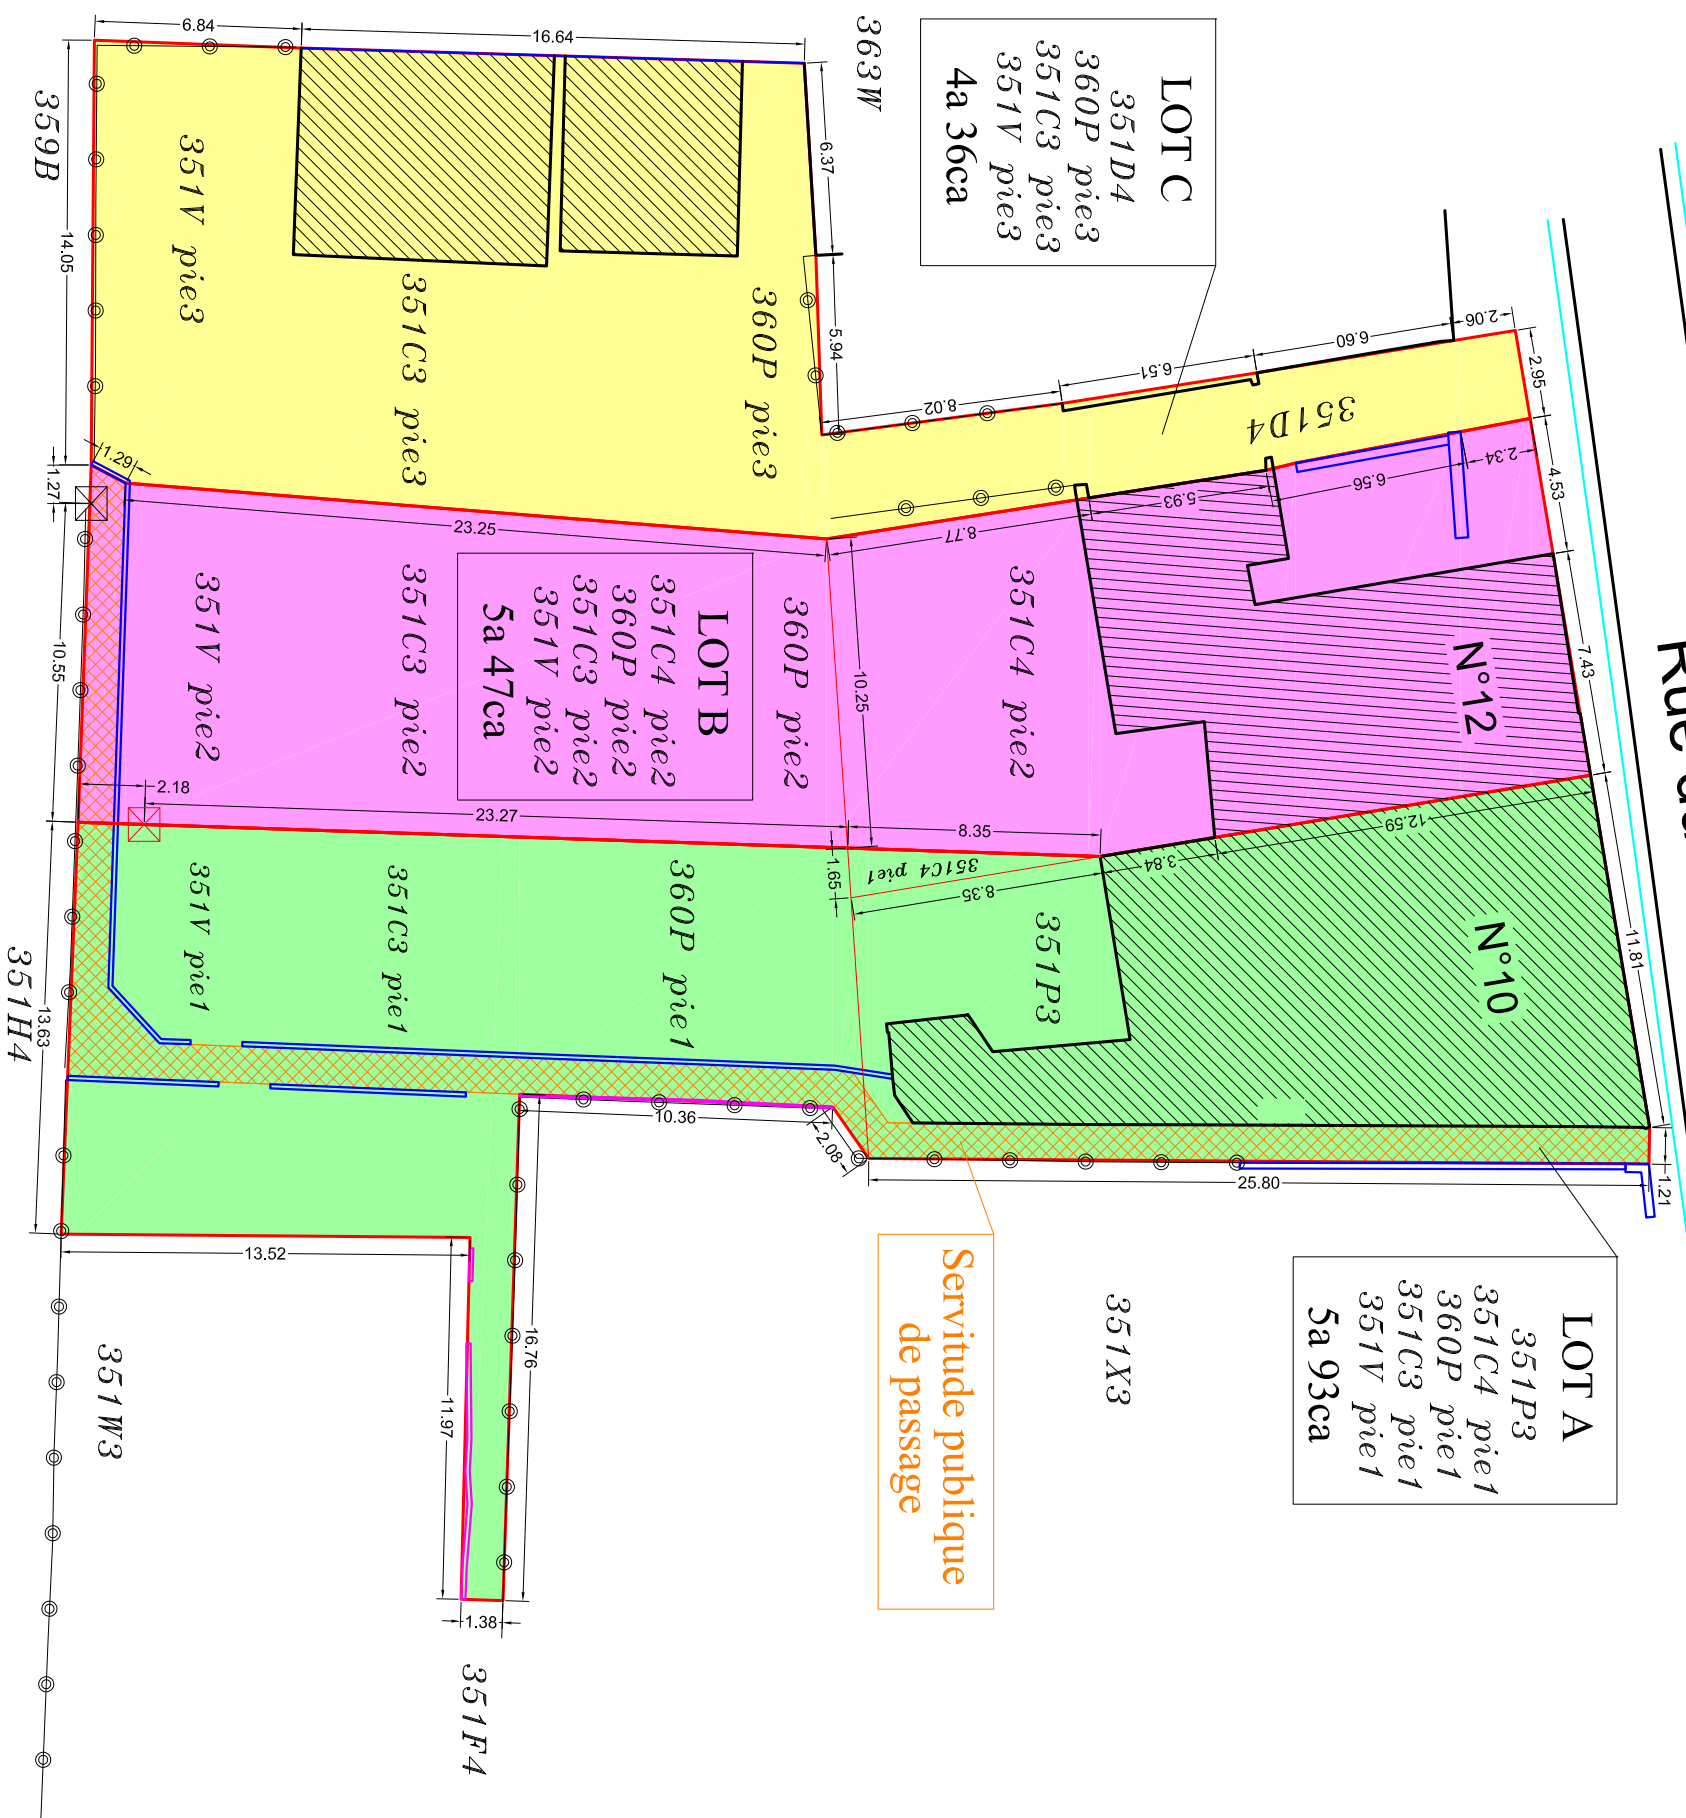 LOT C
351D4
360P pie3
351C3 pie3
351V pie3
4a 36ca
LOT B
351C4 pie2
360P pie2
351C3 pie2
351V pie2
5a 47ca
LOT A
351P3
351C4 pie1
360P pie1
351C3 pie1
351V pie1
5a 93ca
Servitude publique
de passage
363W
359B
351H4
351W3
351F4
351X3
351V pie3
351C3 pie3
360P pie3
351D4
351V pie2
351C3 pie2
360P pie2
351C4 pie2
N°12
351V pie1
351C3 pie1
360P pie1
351C4 pie1
351P3
N°10
Rue
6.84
16.64
6.37
5.94
8.02
6.51
6.60
2.06
2.95
4.53
7.43
11.81
1.21
2.34
6.56
5.93
8.77
12.59
3.84
8.35
8.35
1.65
10.25
23.25
23.27
2.18
14.05
1.27
1.29
10.55
13.63
13.52
11.97
1.38
16.76
10.36
2.08
25.80